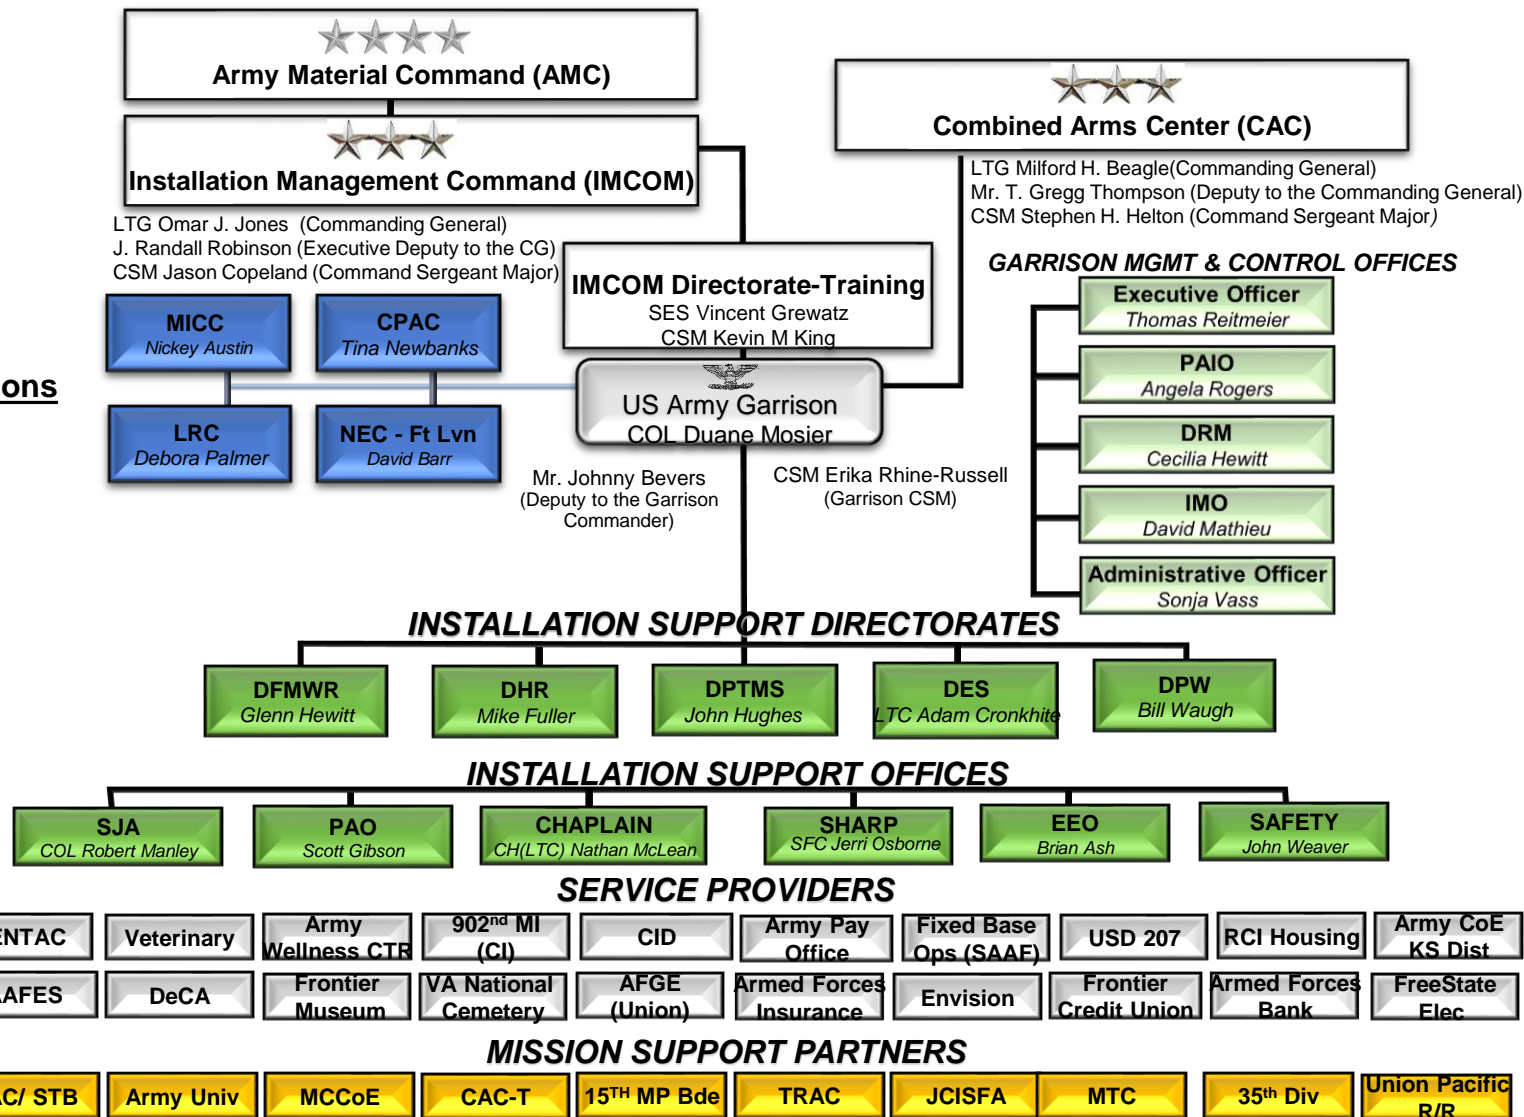 Army Material Command (AMC)
Installation Management Command (IMCOM)
LTG Omar J. Jones (Commanding General)
J. Randall Robinson (Executive Deputy to the CG)
CSM Jason Copeland (Command Sergeant Major)
Combined Arms Center (CAC)
LTG Milford H. Beagle(Commanding General)
Mr. T. Gregg Thompson (Deputy to the Commanding General)
CSM Stephen H. Helton (Command Sergeant Major)
IMCOM Directorate-Training
SES Vincent Grewatz
CSM Kevin M King
GARRISON MGMT & CONTROL OFFICES
Executive Officer
Thomas Reitmeier
PAIO
Angela Rogers
DRM
Cecilia Hewitt
IMO
David Mathieu
Administrative Officer
Sonja Vass
MICC
Nickey Austin
CPAC
Tina Newbanks
ons
LRC
Debora Palmer
NEC - Ft Lvn
David Barr
US Army Garrison
COL Duane Mosier
Mr. Johnny Bevers
(Deputy to the Garrison
Commander)
CSM Erika Rhine-Russell
(Garrison CSM)
INSTALLATION SUPPORT DIRECTORATES
DFMWR
Glenn Hewitt
DHR
Mike Fuller
DPTMS
John Hughes
DES
LTC Adam Cronkhite
DPW
Bill Waugh
INSTALLATION SUPPORT OFFICES
SJA
COL Robert Manley
PAO
Scott Gibson
CHAPLAIN
CH(LTC) Nathan McLean
SHARP
SFC Jerri Osborne
EEO
Brian Ash
SAFETY
John Weaver
SERVICE PROVIDERS
ENTAC
Veterinary
Army
Wellness CTR
902nd MI
(CI)
CID
Army Pay
Office
Fixed Base
Ops (SAAF)
USD 207
RCI Housing
Army CoE
KS Dist
AFES
DeCA
Frontier
Museum
VA National
Cemetery
AFGE
(Union)
Armed Forces
Insurance
Envision
Frontier
Credit Union
Armed Forces
Bank
FreeState
Elec
MISSION SUPPORT PARTNERS
AC/ STB
Army Univ
MCCoE
CAC-T
15TH MP Bde
TRAC
JCISFA
MTC
35th Div
Union Pacific
R/R